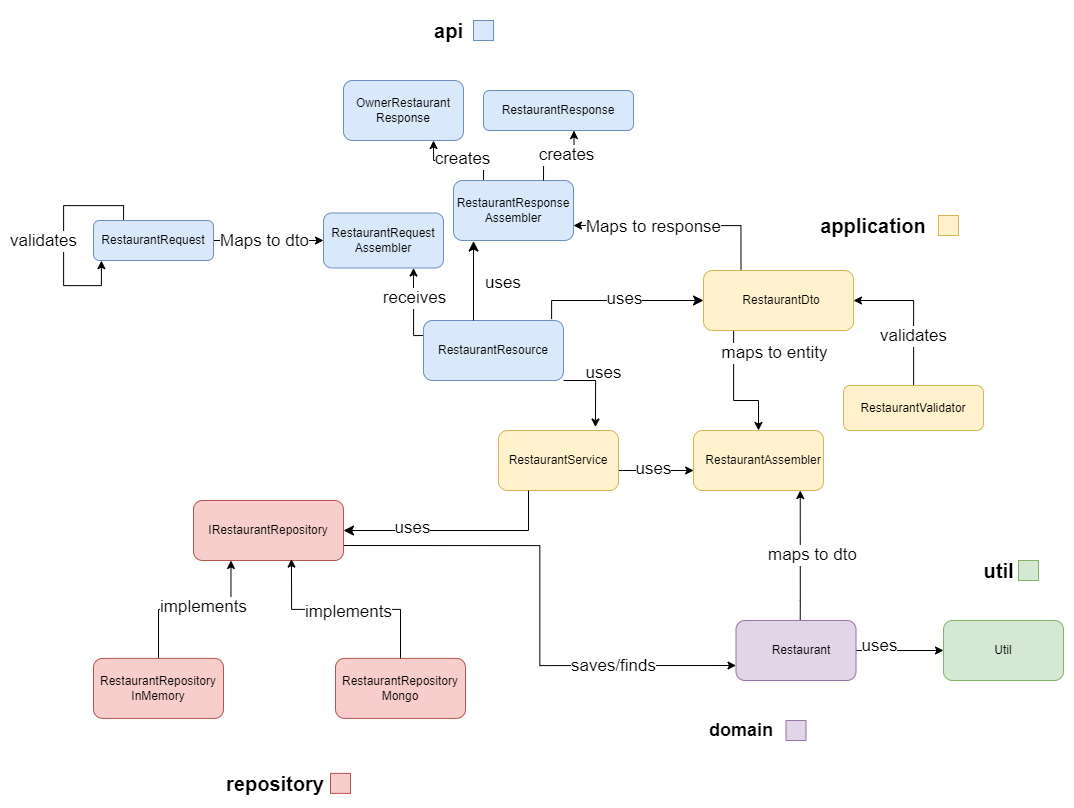 api
OwnerRestaurant
Response
RestaurantResponse
creates
creates
RestaurantResponse
Assembler
validates
RestaurantRequest
Maps to dto
RestaurantRequest
Assembler
Maps to response
application
receives
uses
uses
RestaurantDto
RestaurantResource
validates
maps to entity
uses
RestaurantValidator
RestaurantService
uses
RestaurantAssembler
IRestaurantRepository
uses
maps to dto
util
implements
implements
Restaurant
uses
Util
saves/finds
RestaurantRepository
InMemory
RestaurantRepository
Mongo
domain
repository